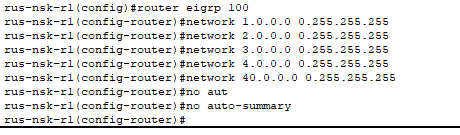 rus-nsk-r1(config)#router eigrp 100
rus-nsk-r1(config-router)#network 1.0.0.0 0.255.255.255
rus-nsk-r1(config-router)#network 2.0.0.0 0.255.255.255
rus-nsk-r1(config-router)#network 3.0.0.0 0.255.255.255
rus-nsk-r1(config-router)#network 4.0.0.0 0.255.255.255
rus-nsk-r1(config-router)#network 40.0.0.0 0.255.255.255
rus-nsk-r1(config-router)#no aut
rus-nsk-r1(config-router)#no auto-summary
rus-nsk-r1(config-router)#